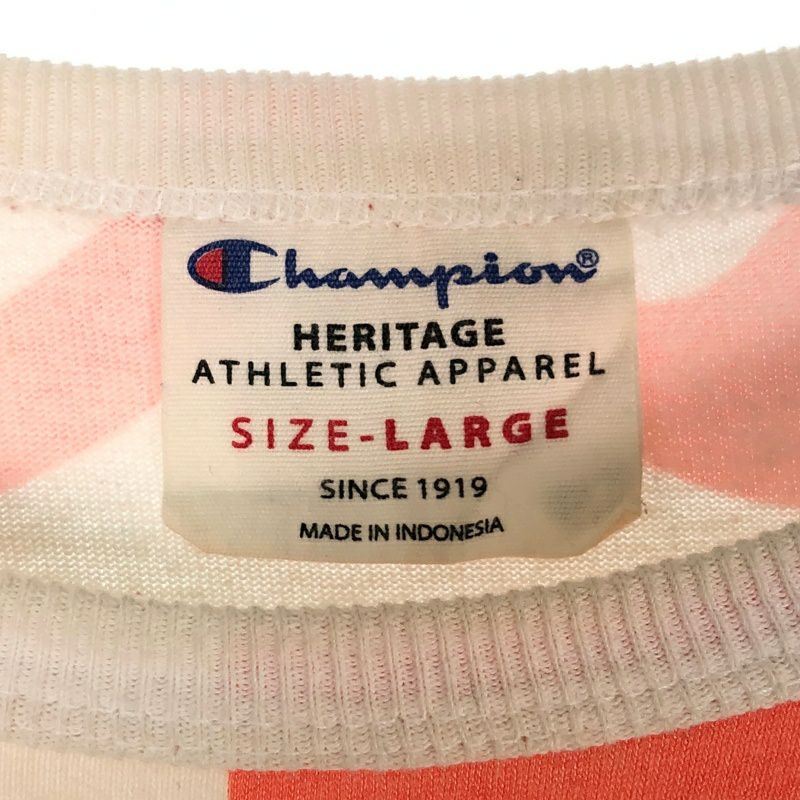 Champion®
HERITAGE
ATHLETIC APPAREL
SIZE-LARGE
SINCE 1919
MADE IN INDONESIA